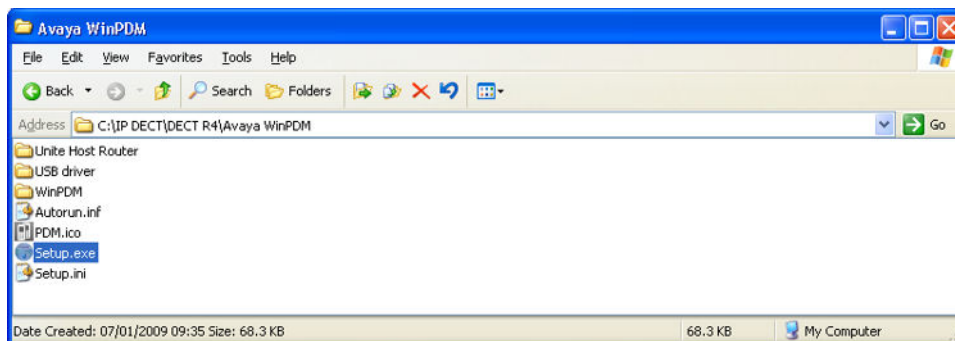 Avaya WinPDM
File Edit View Favorites Tools Help
Back Search Folders
Address C:\IP DECT\DECT R4\Avaya WinPDM Go
Unite Host Router
USB driver
WinPDM
Autorun.inf
PDM.ico
Setup.exe
Setup.ini
Date Created: 07/01/2009 09:35 Size: 68.3 KB 68.3 KB My Computer